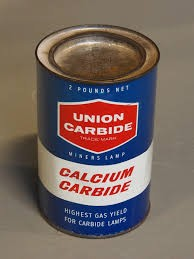 2 POUNDS NET
UNION
CARBIDE
TRADE MARK
MINERS LAMP
CALCIUM
CARBIDE
HIGHEST GAS YIELD
FOR CARBIDE LAMPS